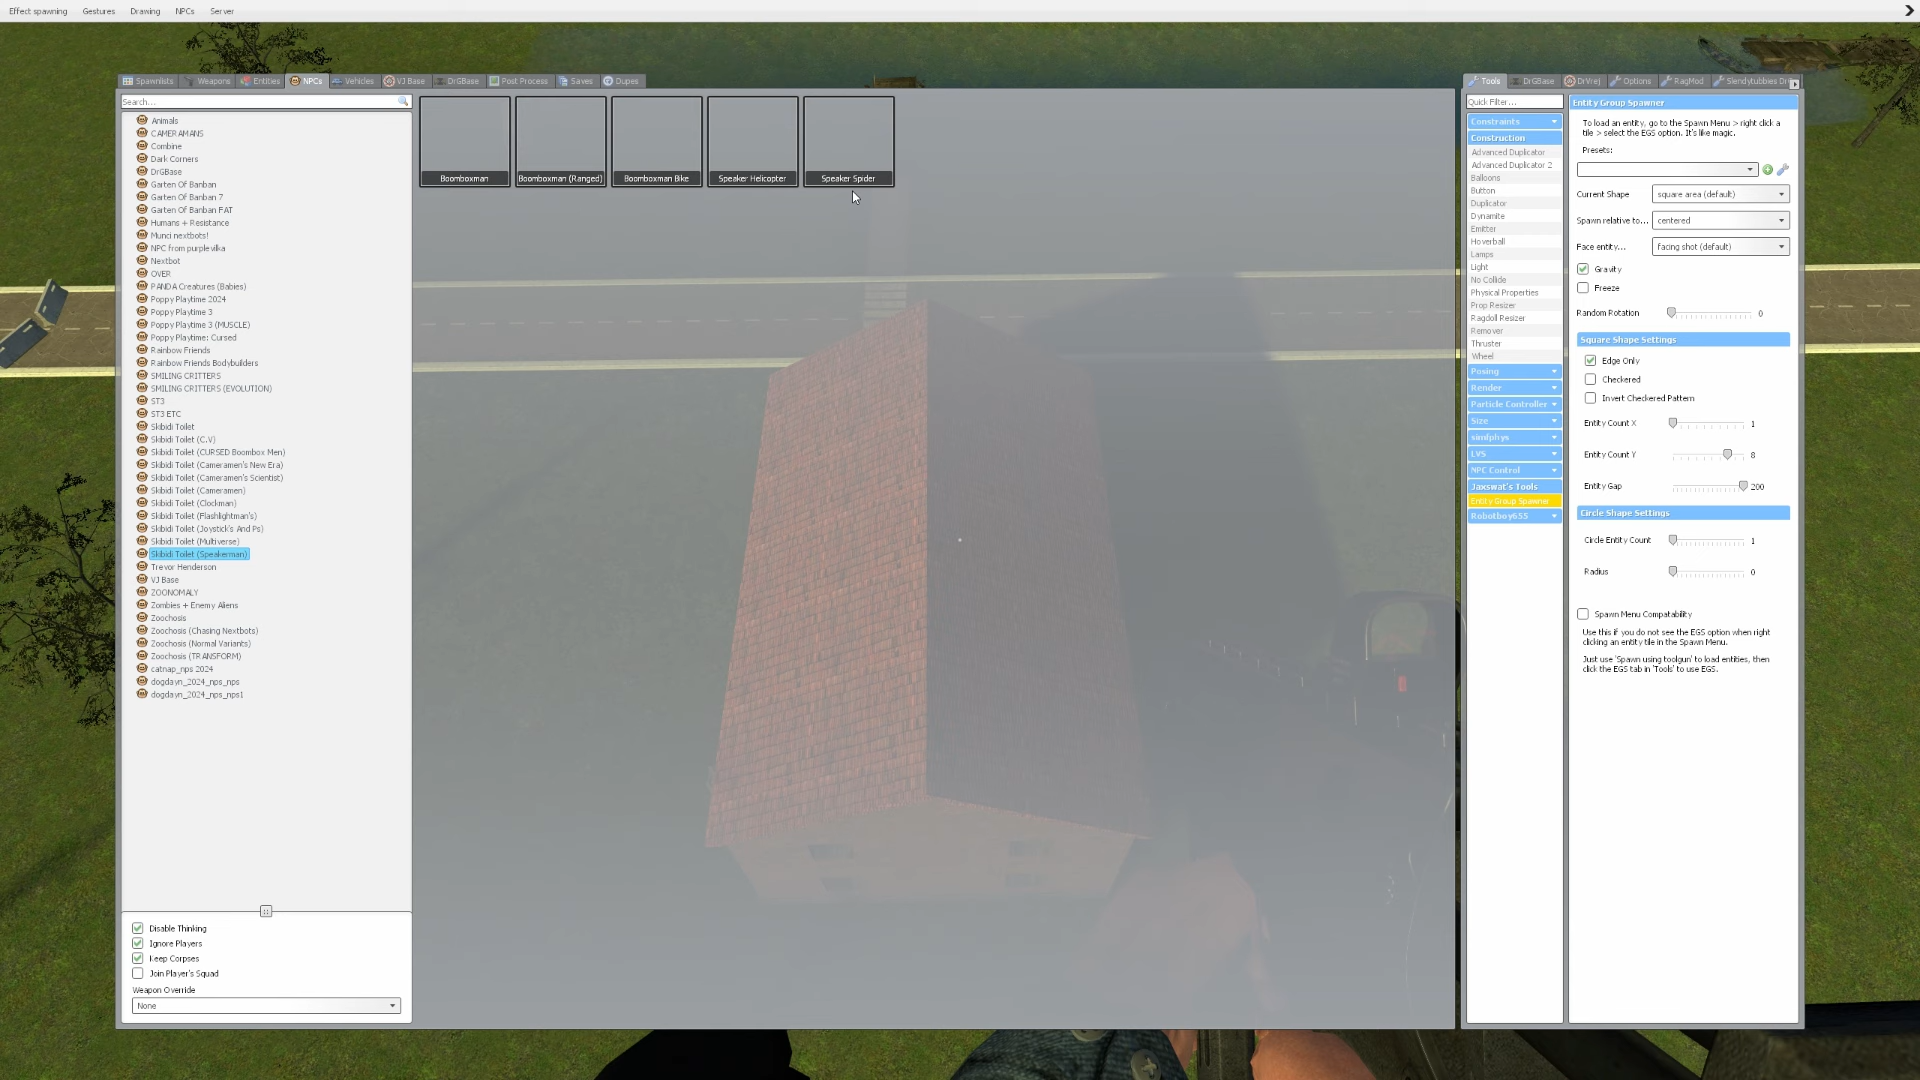 Effect spawning Gestures Drawing NPCs Server
Spawnlists Weapons Entities NPCs Vehicles VJ Base DrGBase Post Process Saves Dupes
Search...
Animals
CAMERAMANS
Combine
Dark Corners
DrGBase
Garten Of Banban
Garten Of Banban 7
Garten Of Banban FAT
Humans + Resistance
Munci nextbots!
NPC from purplevilka
Nextbot
OVER
PANDA Creatures (Babies)
Poppy Playtime 2024
Poppy Playtime 3
Poppy Playtime 3 (MUSCLE)
Poppy Playtime: Cursed
Rainbow Friends
Rainbow Friends Bodybuilders
SMILING CRITTERS
SMILING CRITTERS (EVOLUTION)
ST3
ST3 ETC
Skibidi Toilet
Skibidi Toilet (C.V)
Skibidi Toilet (CURSED Boombox Men)
Skibidi Toilet (Cameramen's New Era)
Skibidi Toilet (Cameramen's Scientist)
Skibidi Toilet (Cameramen)
Skibidi Toilet (Clockman)
Skibidi Toilet (Flashlightman's)
Skibidi Toilet (Joystick's And Ps)
Skibidi Toilet (Multiverse)
Skibidi Toilet (Speakerman)
Trevor Henderson
VJ Base
ZOONOMALY
Zombies + Enemy Aliens
Zoochosis
Zoochosis (Chasing Nextbots)
Zoochosis (Normal Variants)
Zoochosis (TRANSFORM)
catnap_nps 2024
dogdayn_2024_nps_nps
dogdayn_2024_nps_nps1
Disable Thinking
Ignore Players
Keep Corpses
Join Player's Squad
Weapon Override
None
Boomboxman Boomboxman (Ranged) Boomboxman Bike Speaker Helicopter Speaker Spider
Tools DrGBase DrVrej Options RagMod Slendytubbies
Quick Filter...
Constraints
Construction
Advanced Duplicator
Advanced Duplicator 2
Balloons
Button
Duplicator
Dynamite
Emitter
Hoverball
Lamps
Light
No Collide
Physical Properties
Prop Resizer
Ragdoll Resizer
Remover
Thruster
Wheel
Posing
Render
Particle Controller
Size
simfphys
LVS
NPC Control
Jaxswat's Tools
Entity Group Spawner
Robotboy655
Entity Group Spawner
To load an entity, go to the Spawn Menu > right click a
tile > select the EGS option. It's like magic.
Presets:
Current Shape square area (default)
Spawn relative to... centered
Face entity... facing shot (default)
Gravity
Freeze
Random Rotation 0
Square Shape Settings
Edge Only
Checkered
Invert Checkered Pattern
Entity Count X 1
Entity Count Y 8
Entity Gap 200
Circle Shape Settings
Circle Entity Count 1
Radius 0
Spawn Menu Compatability
Use this if you do not see the EGS option when right
clicking an entity tile in the Spawn Menu.
Just use 'Spawn using toolgun' to load entities, then
click the EGS tab in 'Tools' to use EGS.